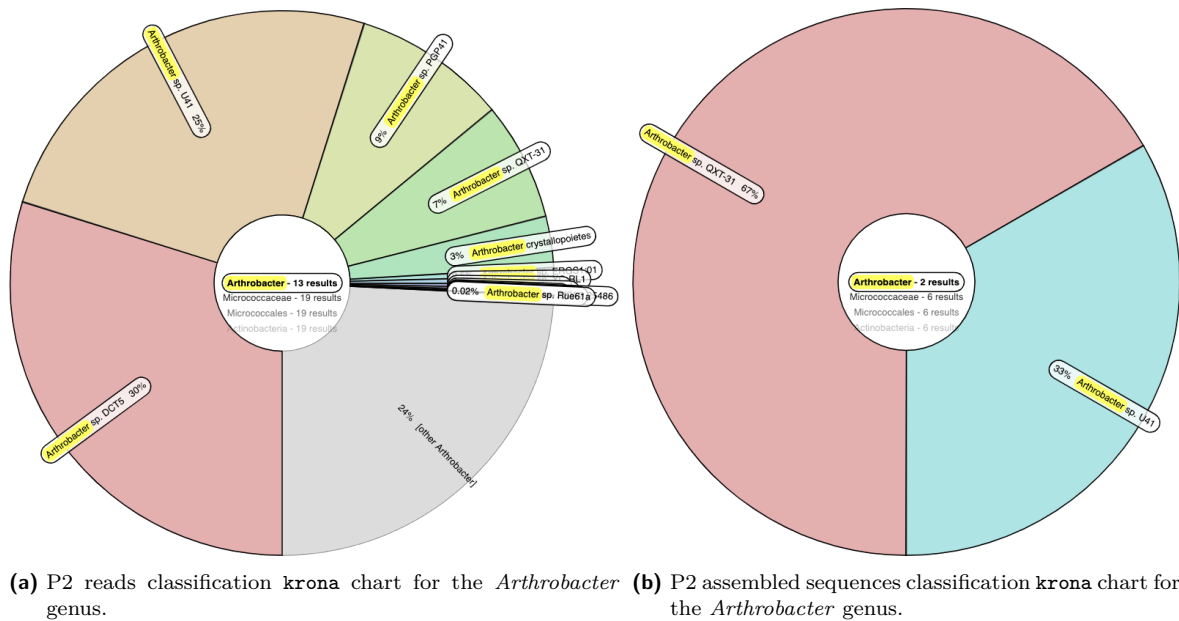 Arthrobacter sp. U41 25%
9% Arthrobacter sp. PGP41
7% Arthrobacter sp. QXT-31
3% Arthrobacter crystallopoietes
0.02% Arthrobacter sp. Rue61a
Arthrobacter - 13 results
Micrococcaceae - 19 results
Micrococcales - 19 results
Actinobacteria - 19 results
Arthrobacter sp. DCT5 30%
24% [other Arthrobacter]
Arthrobacter sp. QXT-31 67%
Arthrobacter - 2 results
Micrococcaceae - 6 results
Micrococcales - 6 results
Actinobacteria - 6 results
33% Arthrobacter sp. U41
(a) P2 reads classification krona chart for the Arthrobacter
genus.
(b) P2 assembled sequences classification krona chart for
the Arthrobacter genus.